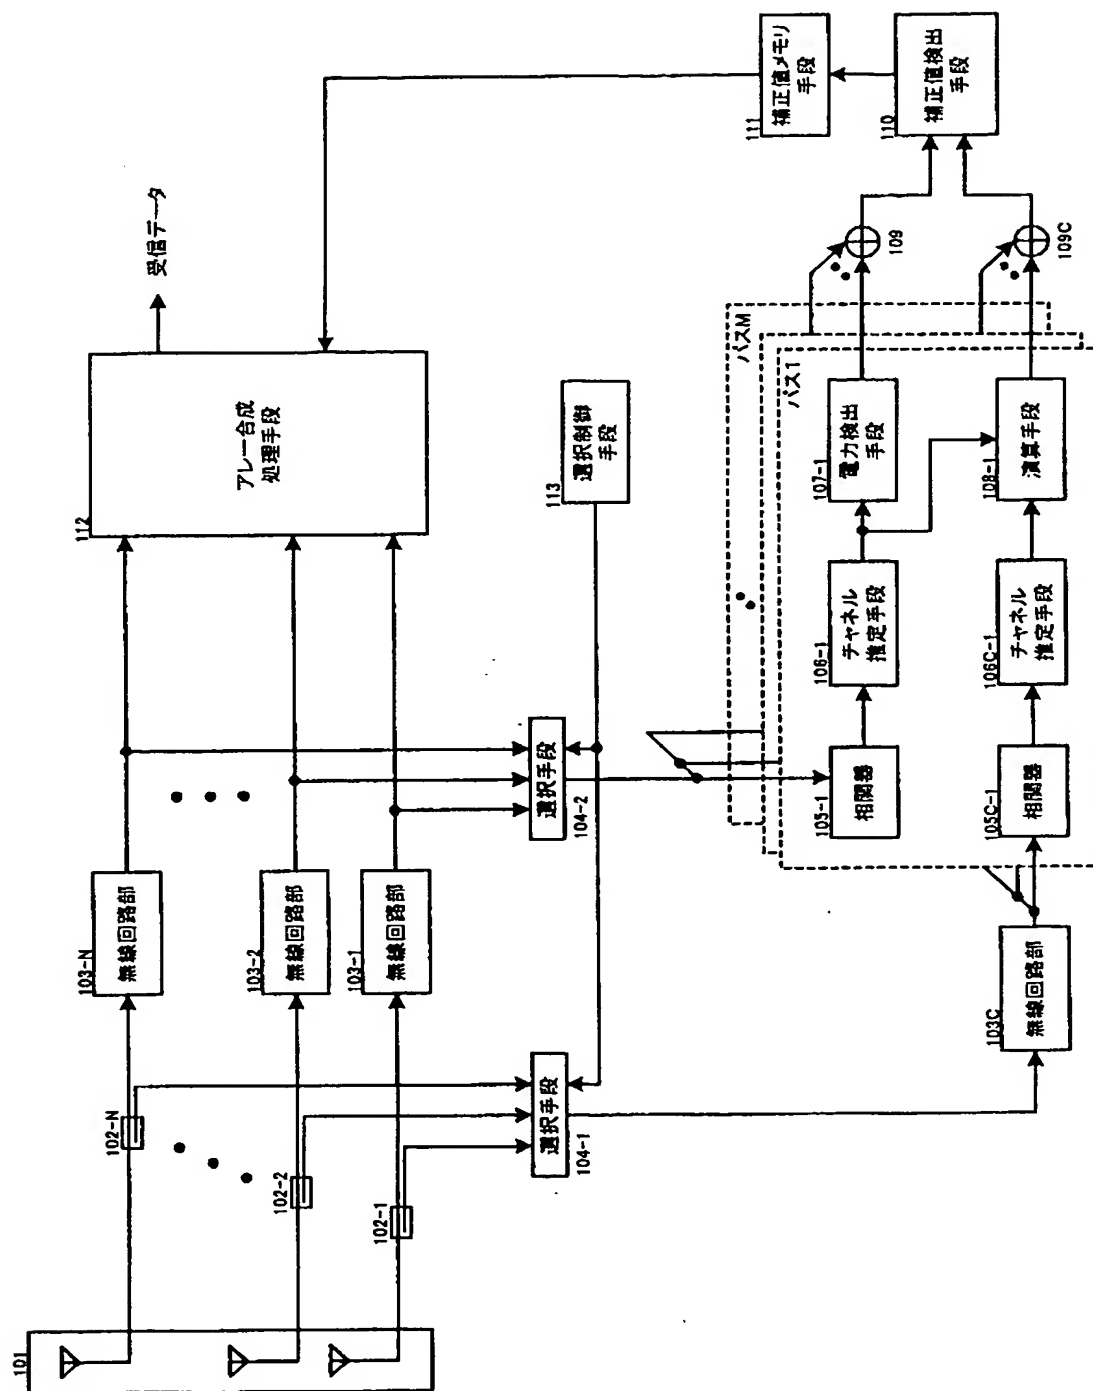 101
102-N
102-2
102-1
103-N
無線回路部
103-2
無線回路部
103-1
無線回路部
112
アレー合成
処理手段
受信データ
選択手段
104-1
選択手段
104-2
113
選択制御
手段
103C
無線回路部
パスM
パス1
105-1
相関器
106-1
チャネル
推定手段
107-1
電力検出
手段
105C-1
相関器
106C-1
チャネル
推定手段
108-1
演算手段
109
109C
110
補正値検出
手段
111
補正値メモリ
手段